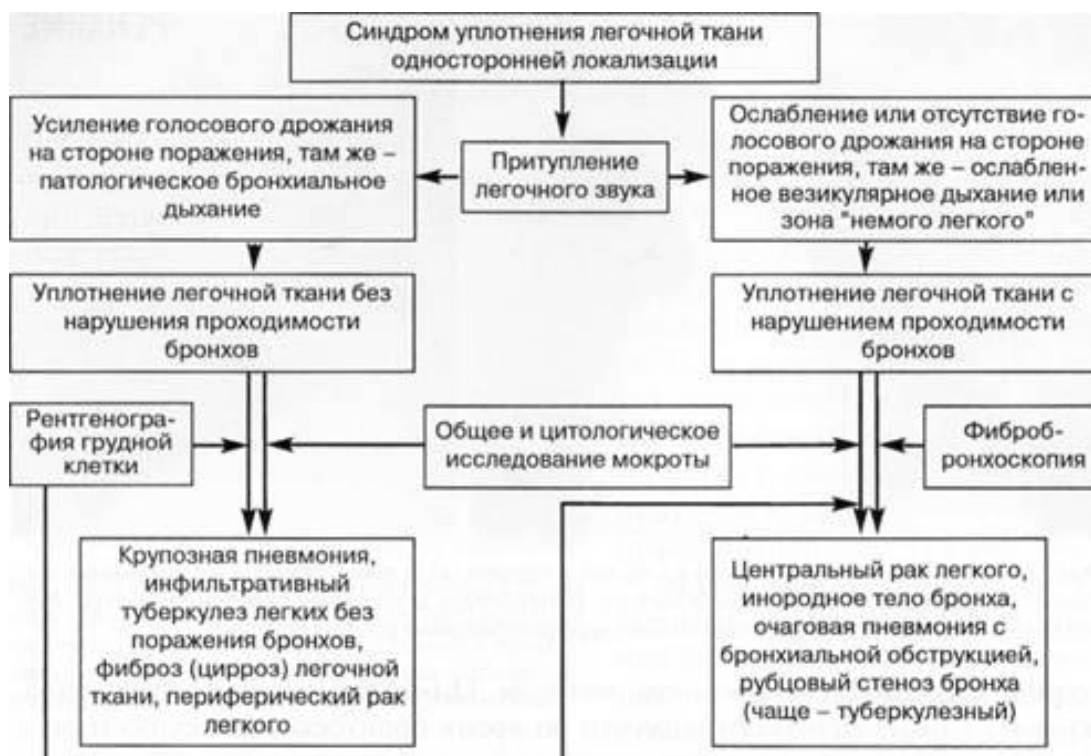 Синдром уплотнения легочной ткани
односторонней локализации
Усиление голосового дрожания
на стороне поражения, там же –
патологическое бронхиальное
дыхание
Притупление
легочного звука
Ослабление или отсутствие го-
лосового дрожания на стороне
поражения, там же – ослаблен-
ное везикулярное дыхание или
зона "немого легкого"
Уплотнение легочной ткани без
нарушения проходимости
бронхов
Уплотнение легочной ткани с
нарушением проходимости
бронхов
Рентгеногра-
фия грудной
клетки
Общее и цитологическое
исследование мокроты
Фиброб-
ронхоскопия
Крупозная пневмония,
инфильтративный
туберкулез легких без
поражения бронхов,
фиброз (цирроз) легочной
ткани, периферический рак
легкого
Центральный рак легкого,
инородное тело бронха,
очаговая пневмония с
бронхиальной обструкцией,
рубцовый стеноз бронха
(чаще – туберкулезный)